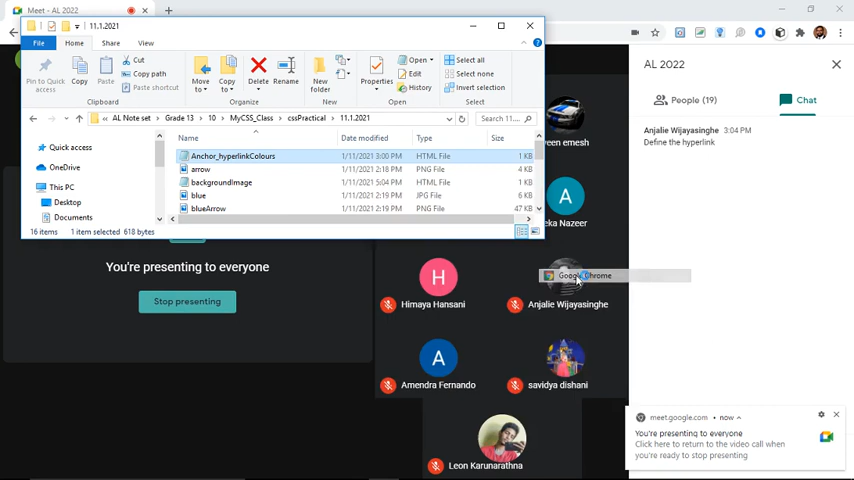 Meet - AL 2022
11.1.2021
File
Home
Share
View
Pin to Quick access
Copy
Paste
Cut
Copy path
Paste shortcut
Clipboard
Move to
Copy to
Delete
Rename
Organize
New folder
New
Properties
Open
Edit
History
Open
Select all
Select none
Invert selection
Select
AL Note set > Grade 13 > 10 > MyCSS_Class > cssPractical > 11.1.2021
Search 11....
Quick access
OneDrive
This PC
Desktop
Documents
Name
Date modified
Type
Size
Anchor_hyperlinkColours 1/11/2021 3:00 PM HTML File 1 KB
arrow 1/11/2021 2:18 PM PNG File 4 KB
backgroundImage 1/11/2021 5:04 PM HTML File 1 KB
blue 1/11/2021 2:19 PM JPG File 6 KB
blueArrow 1/11/2021 2:19 PM PNG File 47 KB
16 items 1 item selected 618 bytes
You're presenting to everyone
Stop presenting
veen emesh
A
eka Nazeer
H
Himaya Hansani
Google Chrome
Anjalie Wijayasinghe
A
Amendra Fernando
savidya dishani
Leon Karunarathna
AL 2022
People (19)
Chat
Anjalie Wijayasinghe 3:04 PM
Define the hyperlink
meet.google.com • now
You're presenting to everyone
Click here to return to the video call when
you're ready to stop presenting